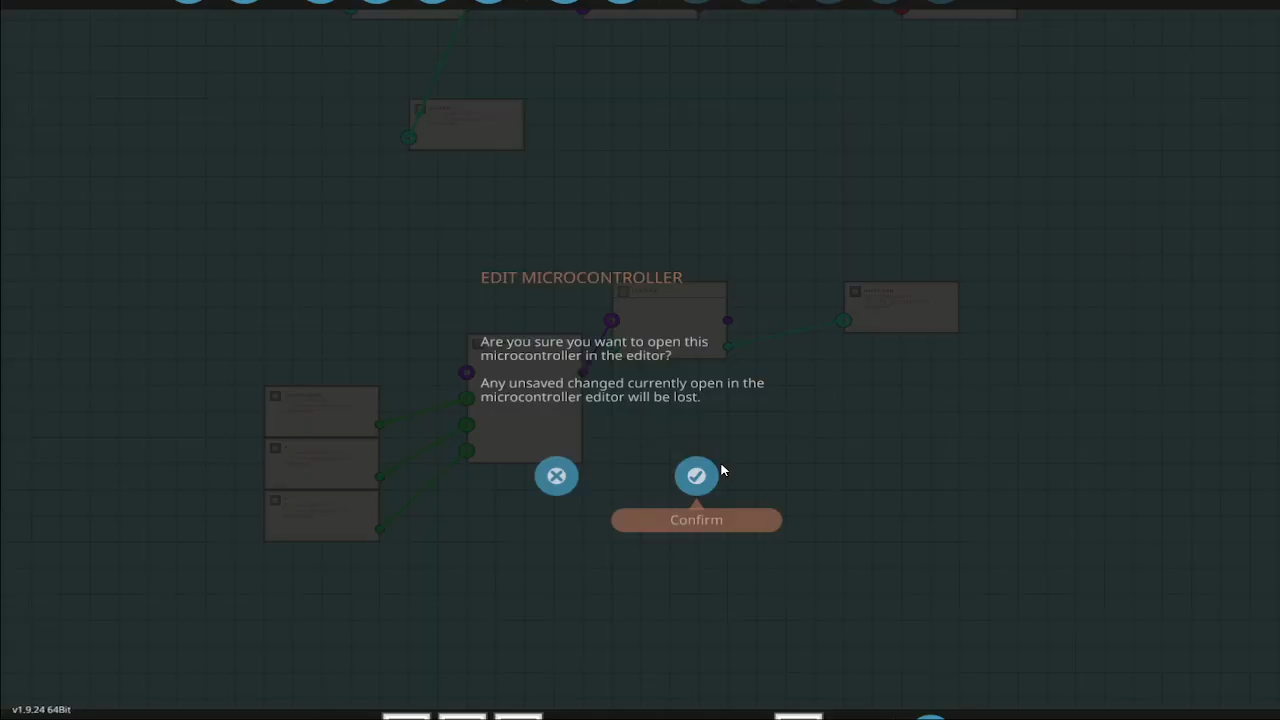 EDIT MICROCONTROLLER
Are you sure you want to open this
microcontroller in the editor?
Any unsaved changed currently open in the
microcontroller editor will be lost.
Confirm
v1.9.24 64Bit